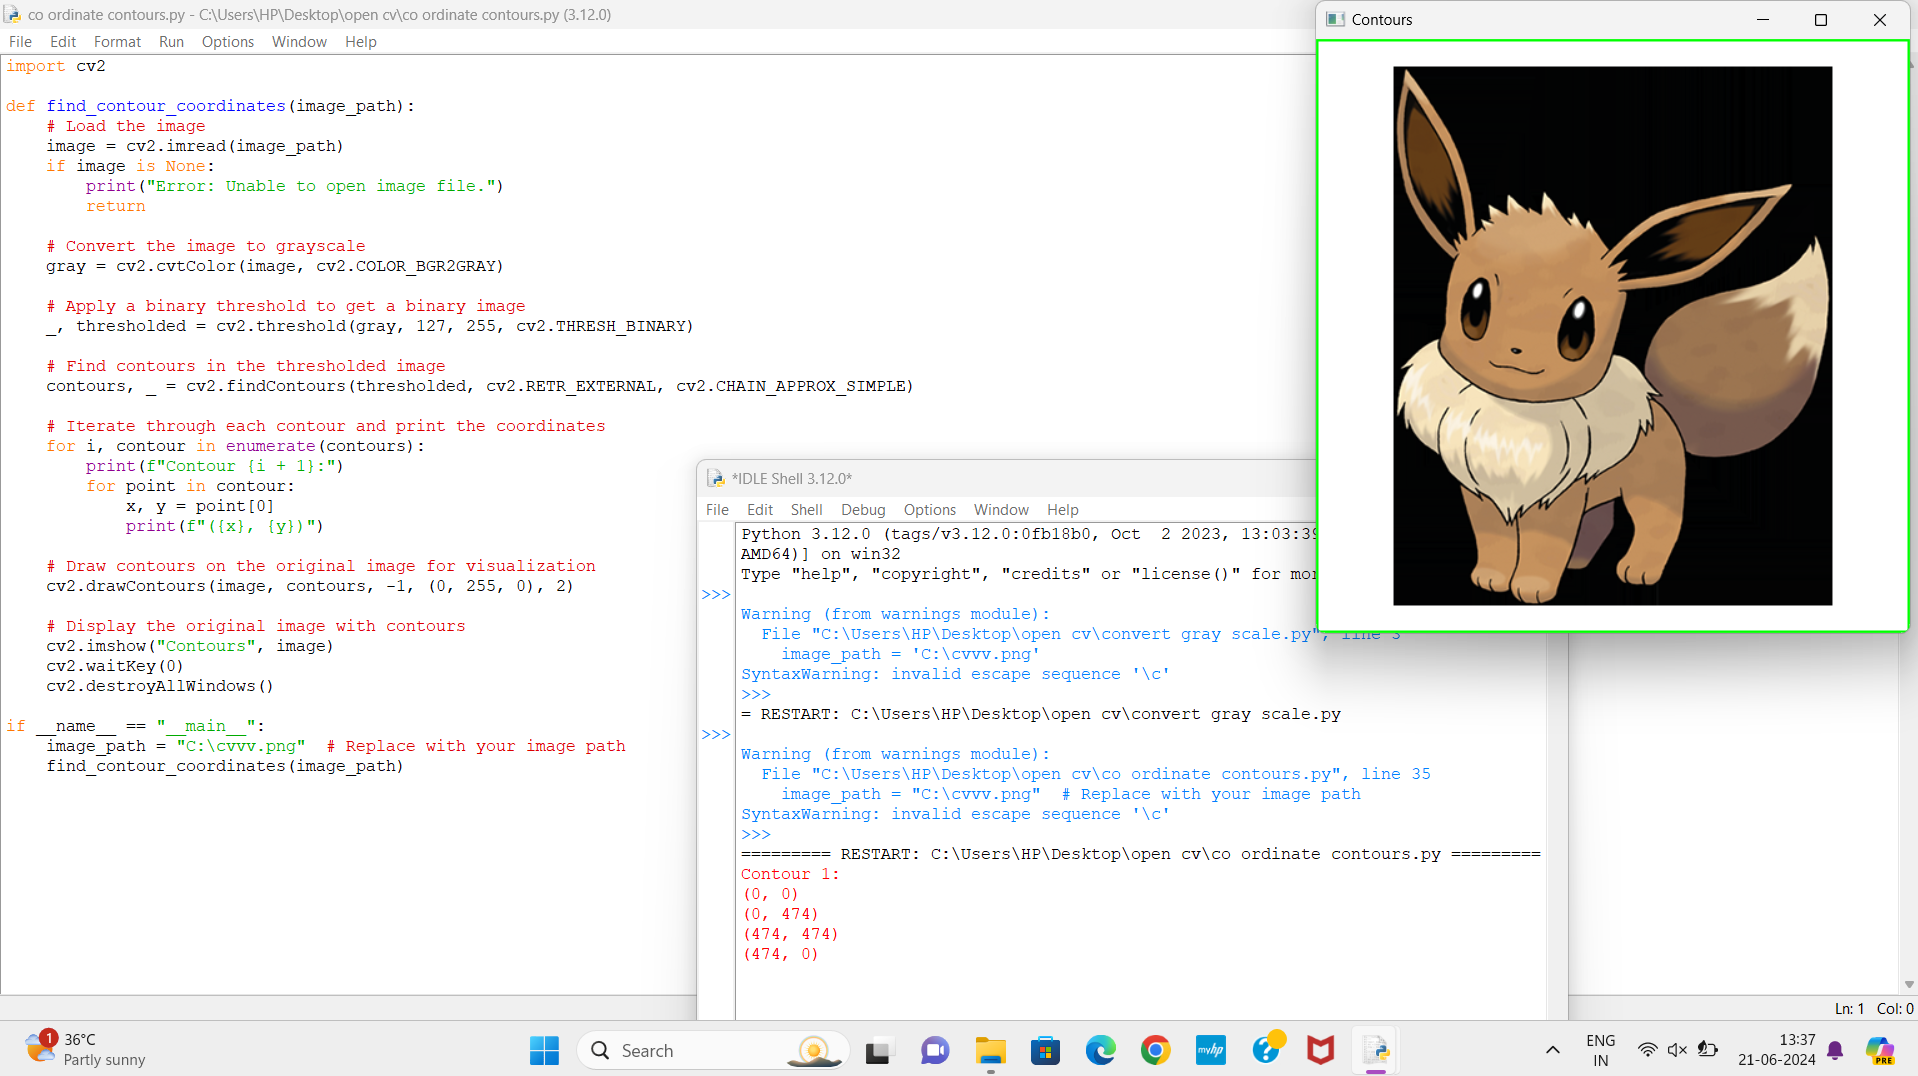 co ordinate contours.py - C:\Users\HP\Desktop\open cv\co ordinate contours.py (3.12.0)
File Edit Format Run Options Window Help
import cv2
def find_contour_coordinates(image_path):
# Load the image
image = cv2.imread(image_path)
if image is None:
print("Error: Unable to open image file.")
return
# Convert the image to grayscale
gray = cv2.cvtColor(image, cv2.COLOR_BGR2GRAY)
# Apply a binary threshold to get a binary image
_, thresholded = cv2.threshold(gray, 127, 255, cv2.THRESH_BINARY)
# Find contours in the thresholded image
contours, _ = cv2.findContours(thresholded, cv2.RETR_EXTERNAL, cv2.CHAIN_APPROX_SIMPLE)
# Iterate through each contour and print the coordinates
for i, contour in enumerate(contours):
print(f"Contour {i + 1}:")
for point in contour:
x, y = point[0]
print(f"({x}, {y})")
# Draw contours on the original image for visualization
cv2.drawContours(image, contours, -1, (0, 255, 0), 2)
# Display the original image with contours
cv2.imshow("Contours", image)
cv2.waitKey(0)
cv2.destroyAllWindows()
if __name__ == "__main__":
image_path = "C:\cvvv.png"  # Replace with your image path
find_contour_coordinates(image_path)
Contours
*IDLE Shell 3.12.0*
File Edit Shell Debug Options Window Help
Python 3.12.0 (tags/v3.12.0:0fb18b0, Oct  2 2023, 13:03:39
AMD64)] on win32
Type "help", "copyright", "credits" or "license()" for mor
>>>
Warning (from warnings module):
File "C:\Users\HP\Desktop\open cv\convert gray scale.py", line 3
image_path = 'C:\cvvv.png'
SyntaxWarning: invalid escape sequence '\c'
>>>
= RESTART: C:\Users\HP\Desktop\open cv\convert gray scale.py
>>>
Warning (from warnings module):
File "C:\Users\HP\Desktop\open cv\co ordinate contours.py", line 35
image_path = "C:\cvvv.png"  # Replace with your image path
SyntaxWarning: invalid escape sequence '\c'
>>>
========= RESTART: C:\Users\HP\Desktop\open cv\co ordinate contours.py =========
Contour 1:
(0, 0)
(0, 474)
(474, 474)
(474, 0)
Ln: 1 Col: 0
1
36°C
Partly sunny
Search
myhp
PRE
ENG
IN
13:37
21-06-2024